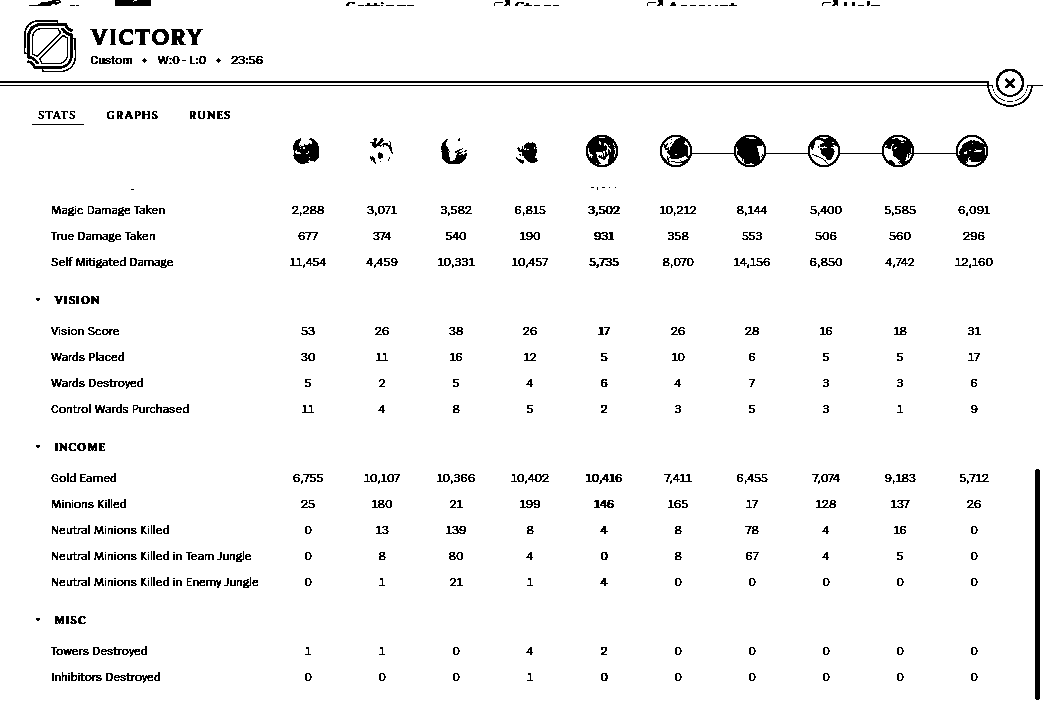 VICTORY
Custom • W:0 - L:0 • 23:56
STATS GRAPHS RUNES
Magic Damage Taken 2,288 3,071 3,582 6,815 3,502 10,212 8,144 5,400 5,585 6,091
True Damage Taken 677 374 540 190 931 358 553 506 560 296
Self Mitigated Damage 11,454 4,459 10,331 10,457 5,735 8,070 14,156 6,850 4,742 12,160
VISION
Vision Score 53 26 38 26 17 26 28 16 18 31
Wards Placed 30 11 16 12 5 10 6 5 5 17
Wards Destroyed 5 2 5 4 6 4 7 3 3 6
Control Wards Purchased 11 4 8 5 2 3 5 3 1 9
INCOME
Gold Earned 6,755 10,107 10,366 10,402 10,416 7,411 6,455 7,074 9,183 5,712
Minions Killed 25 180 21 199 146 165 17 128 137 26
Neutral Minions Killed 0 13 139 8 4 8 78 4 16 0
Neutral Minions Killed in Team Jungle 0 8 80 4 0 8 67 4 5 0
Neutral Minions Killed in Enemy Jungle 0 1 21 1 4 0 0 0 0 0
MISC
Towers Destroyed 1 1 0 4 2 0 0 0 0 0
Inhibitors Destroyed 0 0 0 1 0 0 0 0 0 0